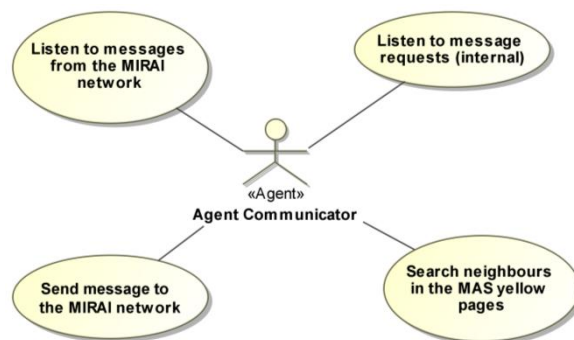 Listen to messages
from the MIRAI
network
Listen to message
requests (internal)
«Agent»
Agent Communicator
Send message to
the MIRAI network
Search neighbours
in the MAS yellow
pages